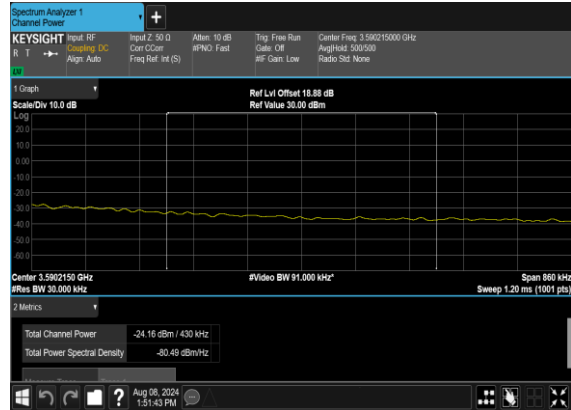 Spectrum Analyzer 1
Channel Power
+
KEYSIGHT
R T
LW
Input: RF
Coupling: DC
Align: Auto
Input Z: 50 Ω
Corr CCorr
Freq Ref: Int (S)
Atten: 10 dB
#PNO: Fast
Trig: Free Run
Gate: Off
#IF Gain: Low
Center Freq: 3.590215000 GHz
Avg|Hold: 500/500
Radio Std: None
1 Graph
Scale/Div 10.0 dB
Ref Lvl Offset 18.88 dB
Ref Value 30.00 dBm
Log
20.0
10.0
0.00
-10.0
-20.0
-30.0
-40.0
-50.0
-60.0
Center 3.5902150 GHz
#Res BW 30.000 kHz
#Video BW 91.000 kHz*
Span 860 kHz
Sweep 1.20 ms (1001 pts)
2 Metrics
Total Channel Power -24.16 dBm / 430 kHz
Total Power Spectral Density -80.49 dBm/Hz
?
Aug 06, 2024
1:51:43 PM